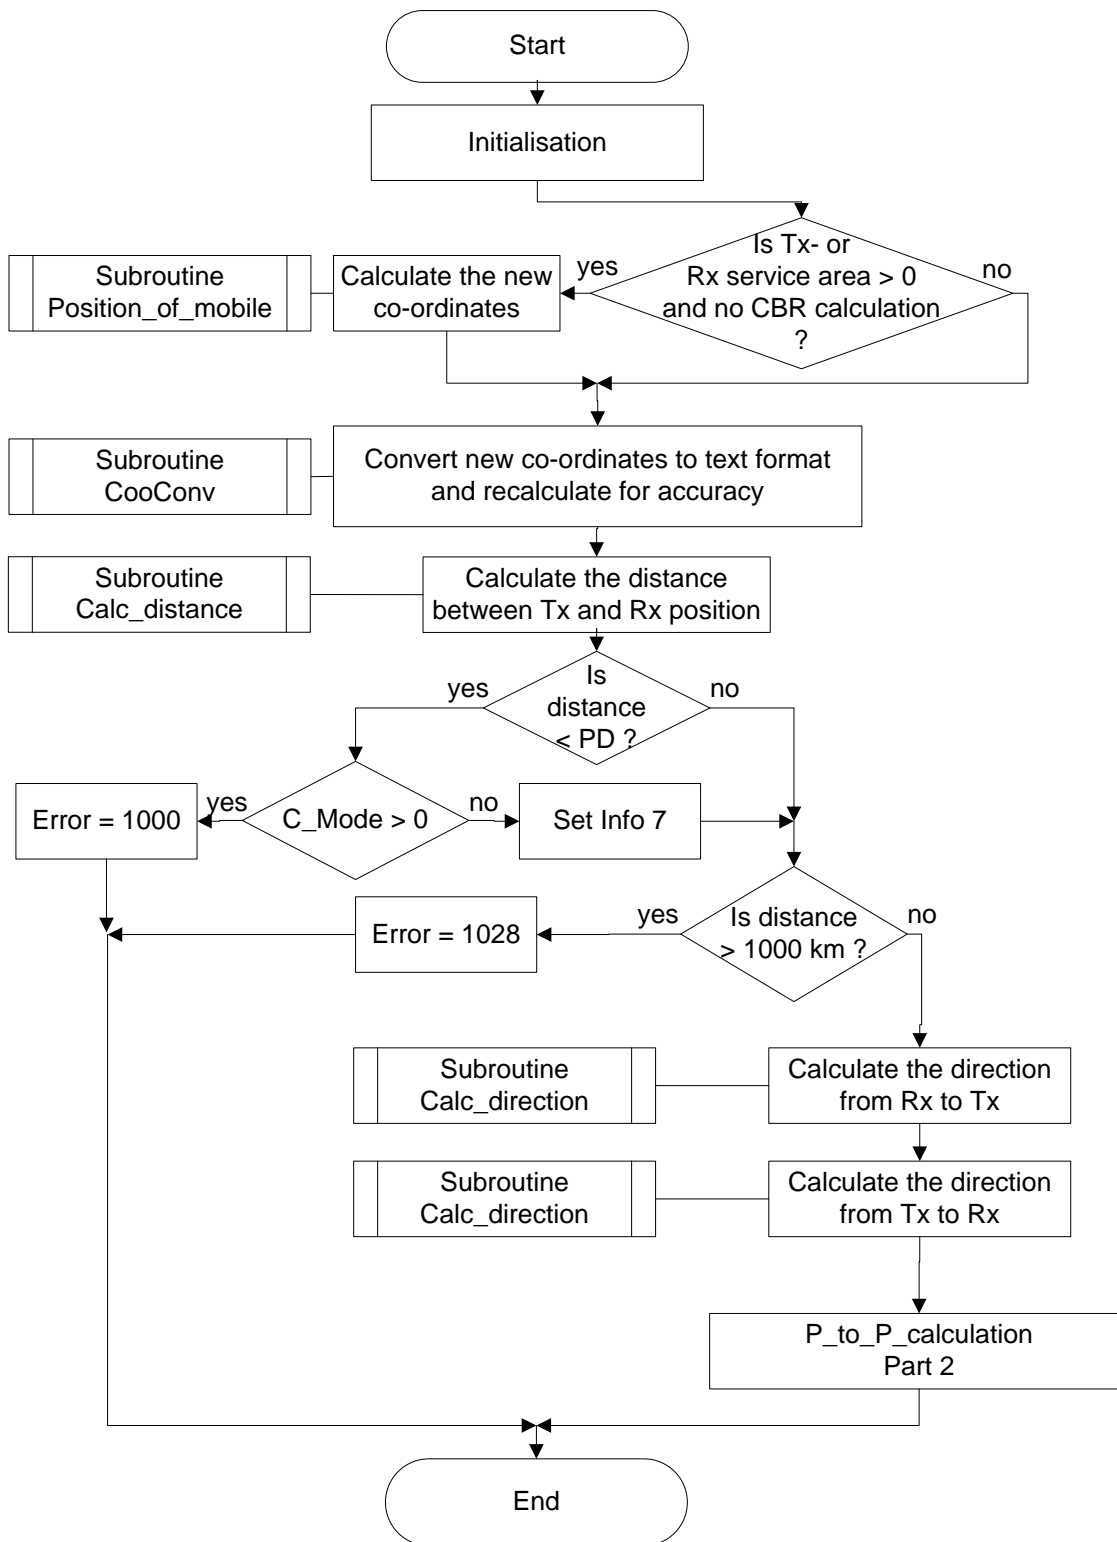 Start
Initialisation
Is Tx- or
Rx service area > 0
and no CBR calculation
?
yes
no
Calculate the new
co-ordinates
Subroutine
Position_of_mobile
Subroutine
CooConv
Convert new co-ordinates to text format
and recalculate for accuracy
Subroutine
Calc_distance
Calculate the distance
between Tx and Rx position
Is
distance
< PD ?
yes
no
C_Mode > 0
yes
no
Error = 1000
Set Info 7
Is distance
> 1000 km ?
yes
no
Error = 1028
Subroutine
Calc_direction
Calculate the direction
from Rx to Tx
Subroutine
Calc_direction
Calculate the direction
from Tx to Rx
P_to_P_calculation
Part 2
End